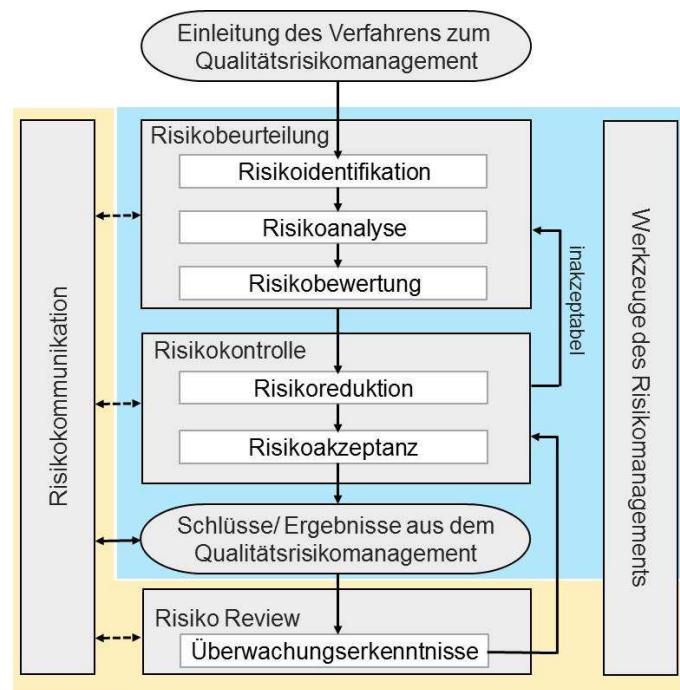 Einleitung des Verfahrens zum
Qualitätsrisikomanagement
Risikobeurteilung
Risikoidentifikation
Risikoanalyse
Risikobewertung
inakzeptabel
Risikokontrolle
Risikoreduktion
Risikoakzeptanz
Schlüsse/ Ergebnisse aus dem
Qualitätsrisikomanagement
Risiko Review
Überwachungserkenntnisse
Risikokommunikation
Werkzeuge des Risikomanagements